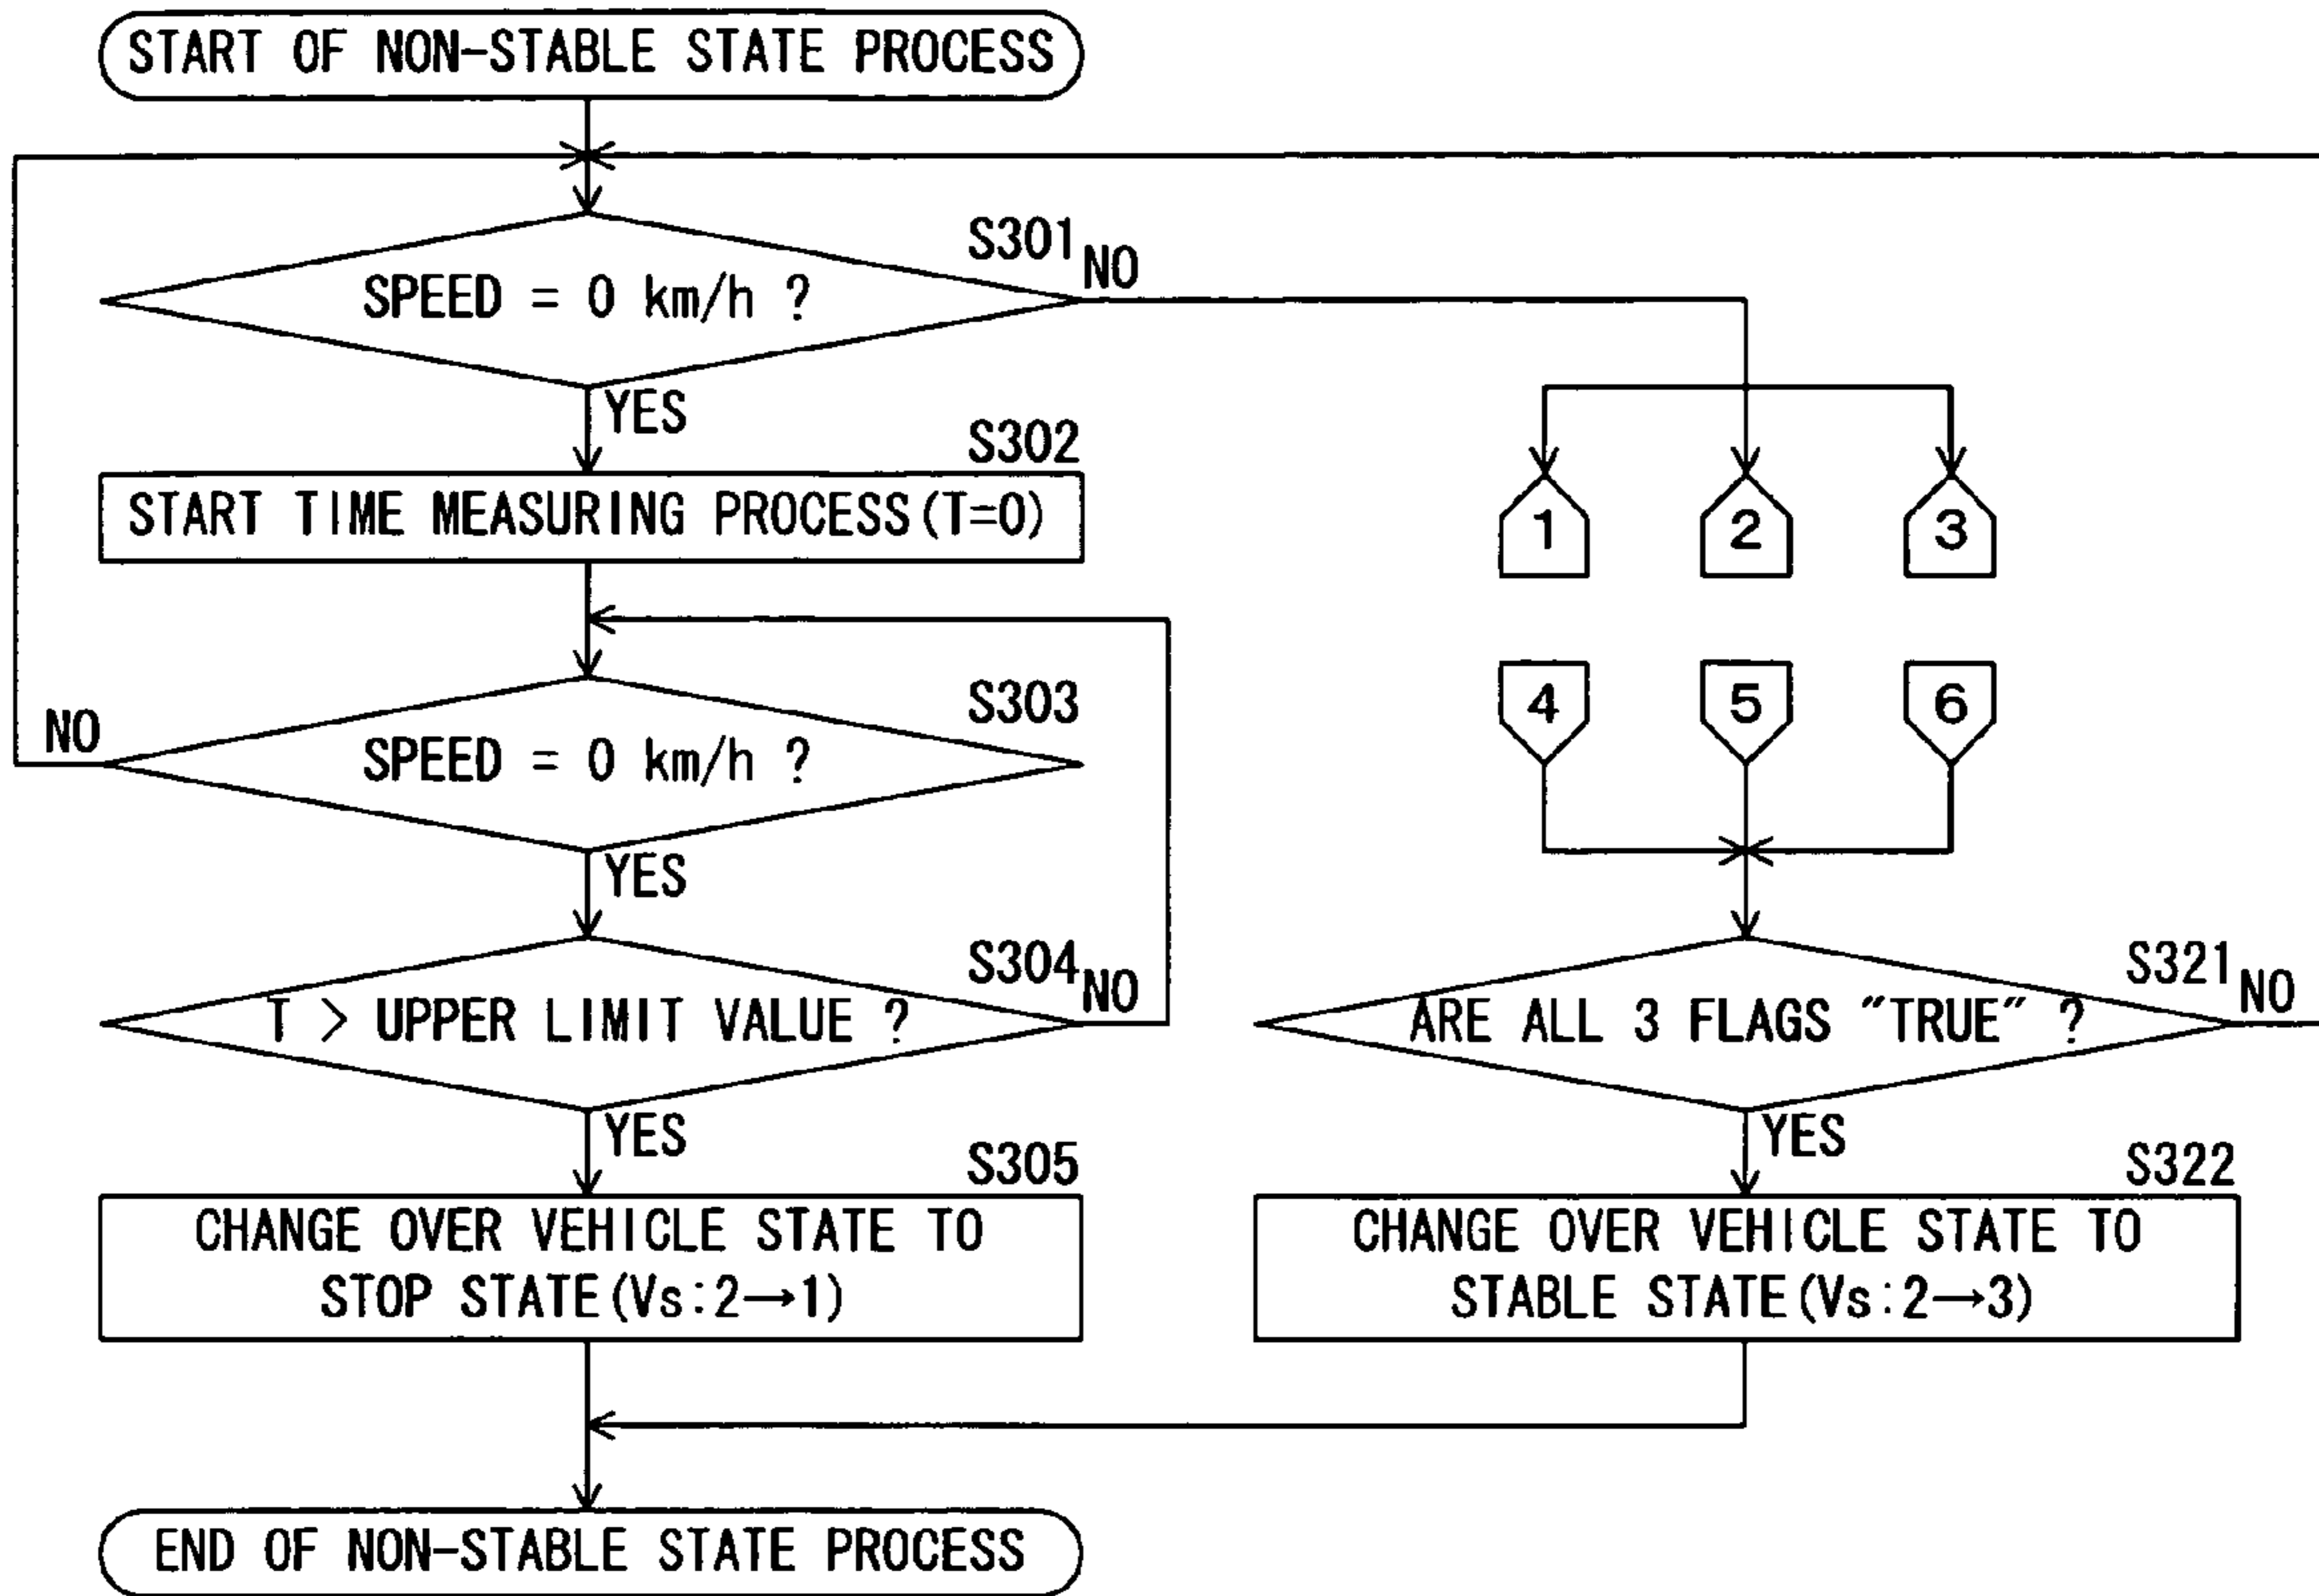 START OF NON-STABLE STATE PROCESS
S301
NO
SPEED = 0 km/h ?
YES
S302
START TIME MEASURING PROCESS(T=0)
1
2
3
S303
NO
SPEED = 0 km/h ?
YES
4
5
6
S304
NO
T > UPPER LIMIT VALUE ?
YES
S321
NO
ARE ALL 3 FLAGS "TRUE" ?
YES
S305
CHANGE OVER VEHICLE STATE TO
STOP STATE(Vs:2→1)
S322
CHANGE OVER VEHICLE STATE TO
STABLE STATE(Vs:2→3)
END OF NON-STABLE STATE PROCESS